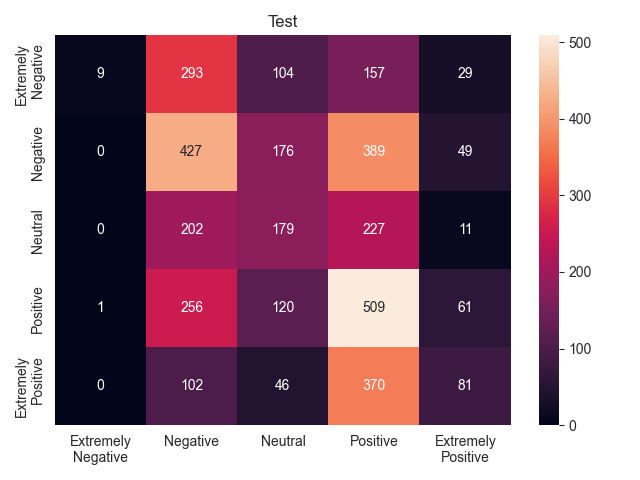 Test
Extremely
Negative
9 293 104 157 29
Negative
0 427 176 389 49
Neutral
0 202 179 227 11
Positive
1 256 120 509 61
Extremely
Positive
0 102 46 370 81
Extremely
Negative
Negative
Neutral
Positive
Extremely
Positive
500
400
300
200
100
0